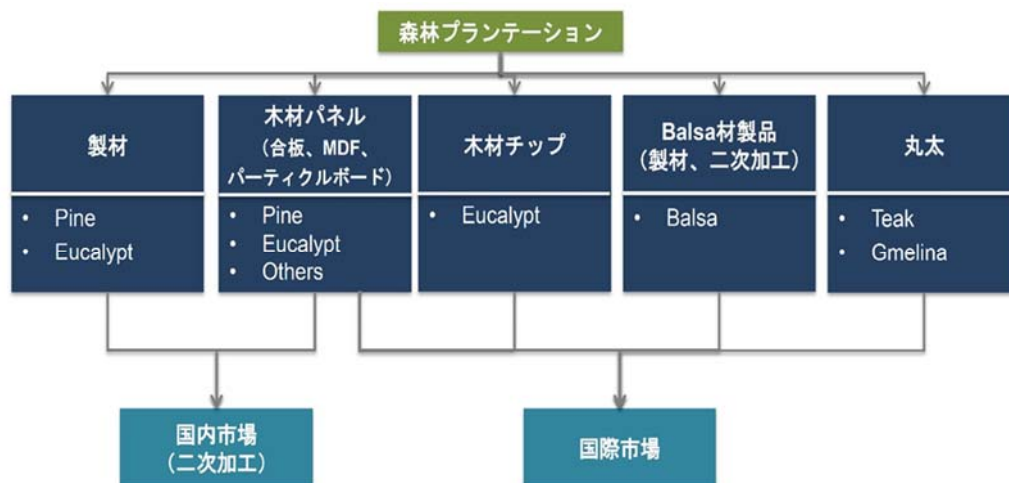 森林プランテーション
製材
• Pine
• Eucalypt
木材パネル
(合板、MDF、
パーティクルボード)
• Pine
• Eucalypt
• Others
木材チップ
• Eucalypt
Balsa材製品
(製材、二次加工)
• Balsa
丸太
• Teak
• Gmelina
国内市場
(二次加工)
国際市場